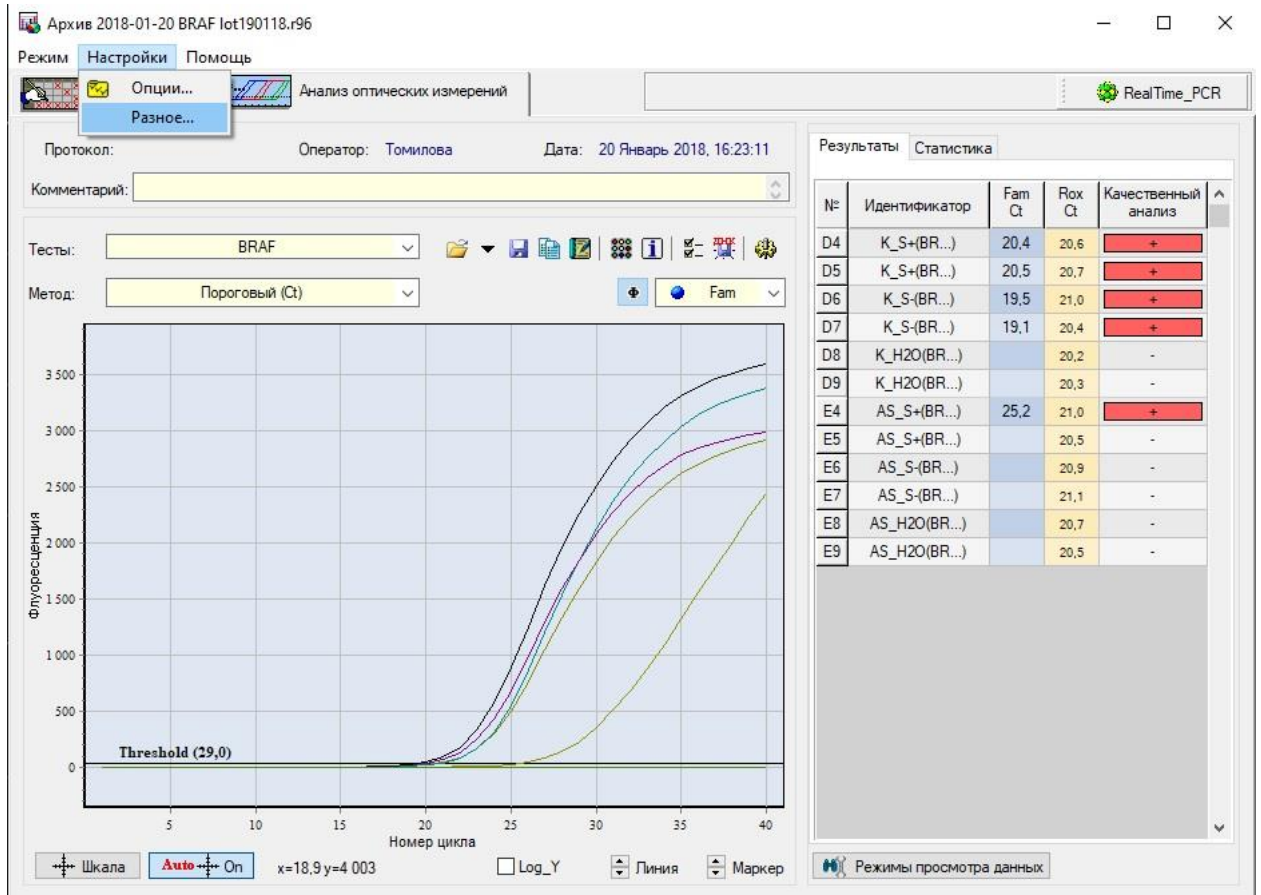 Архив 2018-01-20 BRAF lot190118.r96
Режим Настройки Помощь
Опции...
Разное...
Анализ оптических измерений
RealTime_PCR
Протокол: Оператор: Томилова Дата: 20 Январь 2018, 16:23:11
Комментарий:
Тесты: BRAF
Метод: Пороговый (Ct) Ф Fam
3 500
3 000
2 500
2 000
1 500
1 000
500
0
Флуоресценция
Threshold (29,0)
5 10 15 20 25 30 35 40
Номер цикла
Шкала Auto On x=18,9 y=4 003 Log_Y Линия Маркер
Результаты Статистика
№ Идентификатор Fam Ct Rox Ct Качественный анализ
D4 K_S+(BR...) 20,4 20,6 +
D5 K_S+(BR...) 20,5 20,7 +
D6 K_S-(BR...) 19,5 21,0 +
D7 K_S-(BR...) 19,1 20,4 +
D8 K_H2O(BR...) 20,2 -
D9 K_H2O(BR...) 20,3 -
E4 AS_S+(BR...) 25,2 21,0 +
E5 AS_S+(BR...) 20,5 -
E6 AS_S-(BR...) 20,9 -
E7 AS_S-(BR...) 21,1 -
E8 AS_H2O(BR...) 20,7 -
E9 AS_H2O(BR...) 20,5 -
Режимы просмотра данных